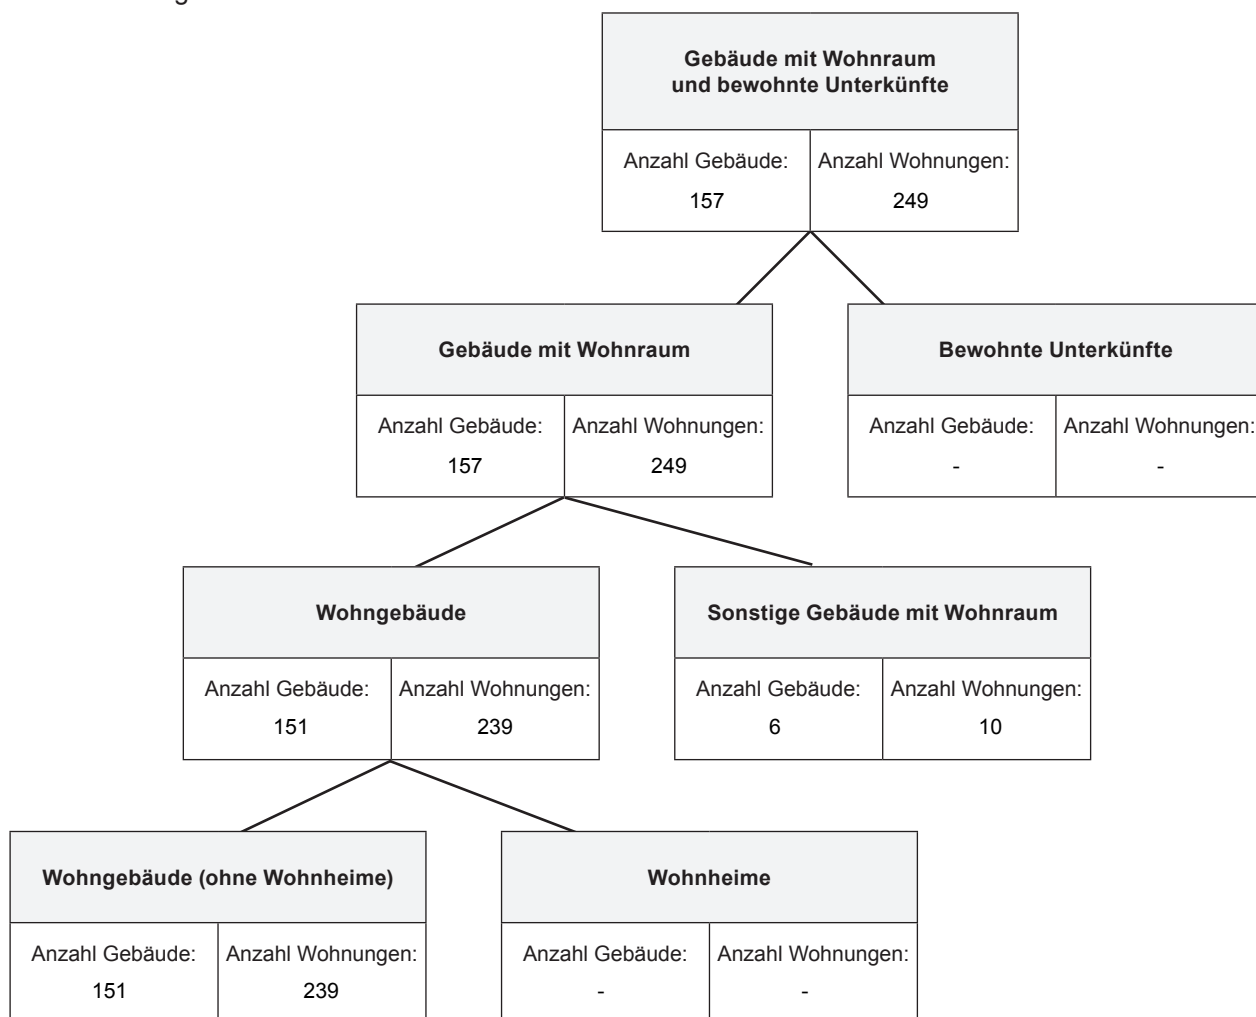 Gebäude mit Wohnraum
und bewohnte Unterkünfte
Anzahl Gebäude: Anzahl Wohnungen:
157 249
Gebäude mit Wohnraum
Anzahl Gebäude: Anzahl Wohnungen:
157 249
Bewohnte Unterkünfte
Anzahl Gebäude: Anzahl Wohnungen:
- -
Wohngebäude
Anzahl Gebäude: Anzahl Wohnungen:
151 239
Sonstige Gebäude mit Wohnraum
Anzahl Gebäude: Anzahl Wohnungen:
6 10
Wohngebäude (ohne Wohnheime)
Anzahl Gebäude: Anzahl Wohnungen:
151 239
Wohnheime
Anzahl Gebäude: Anzahl Wohnungen:
- -